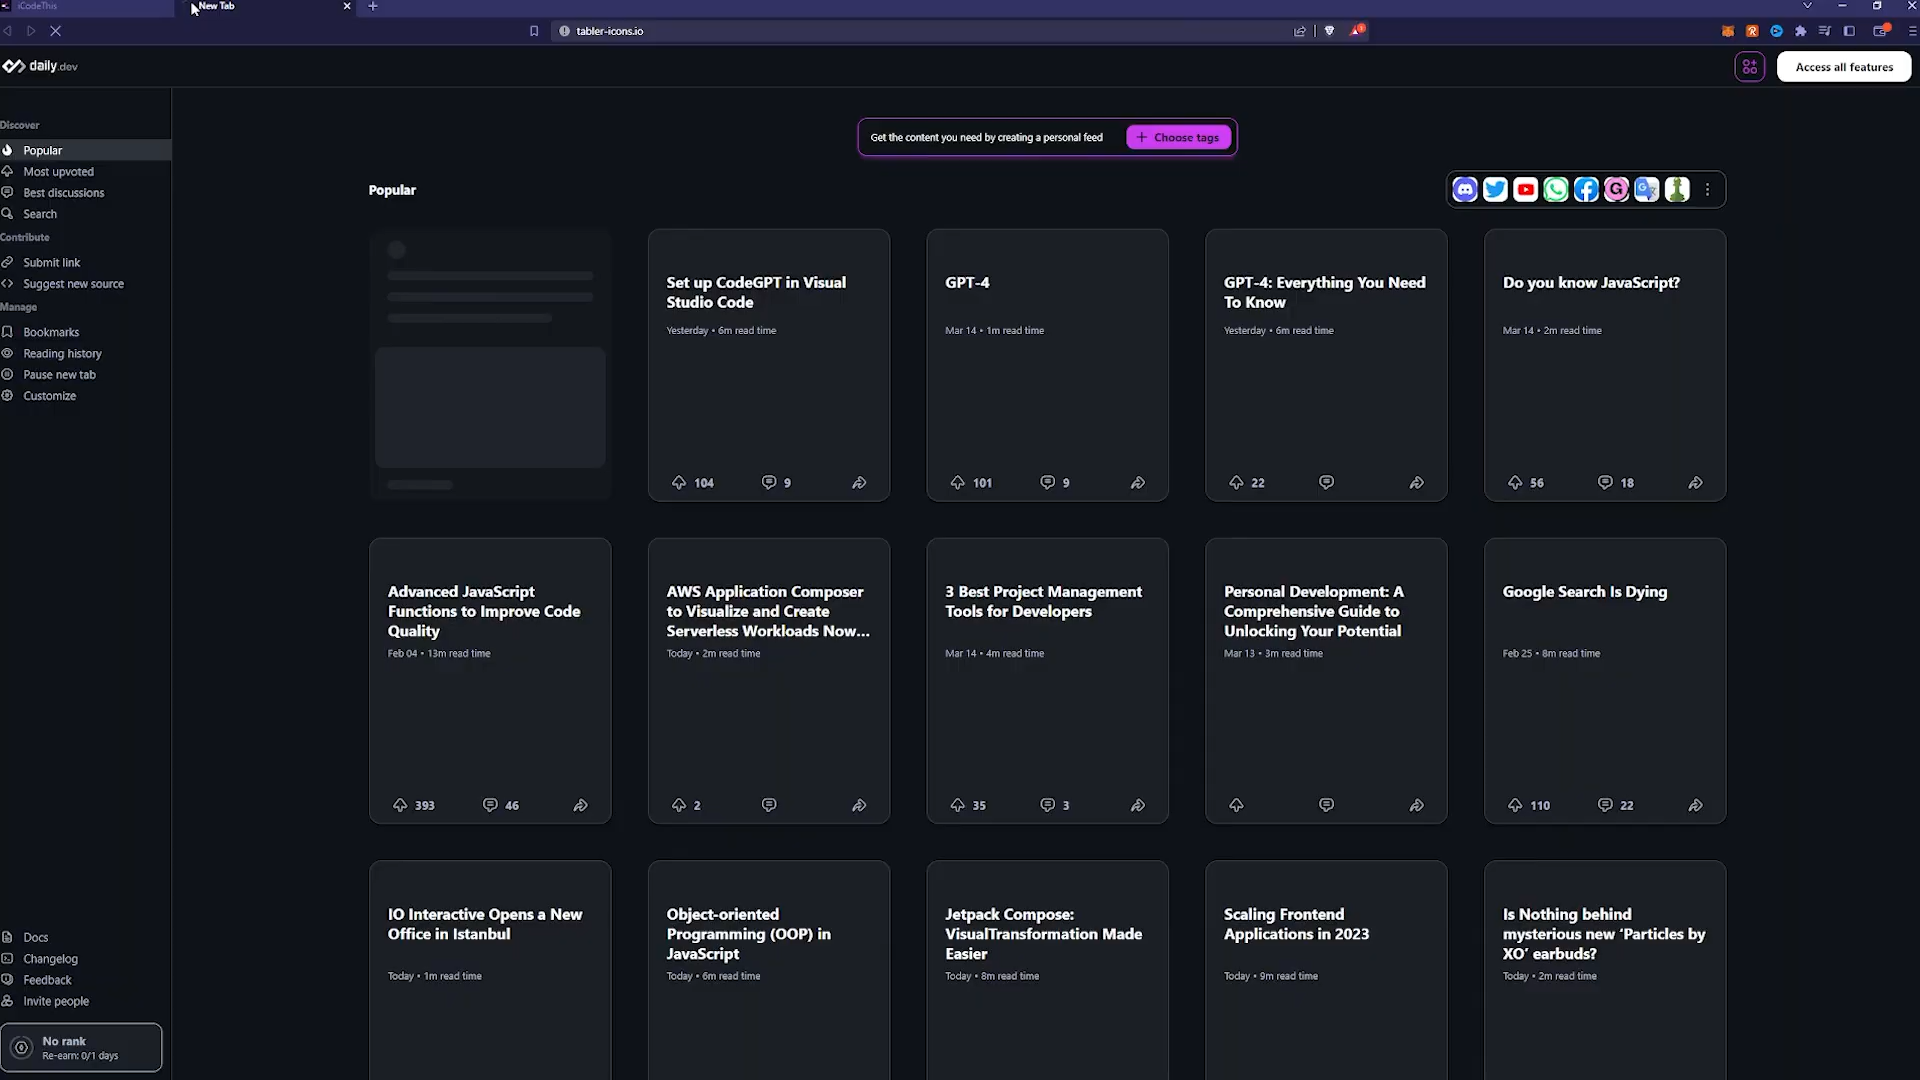 iCodeThis
New Tab
tabler-icons.io
daily.dev
Access all features
Discover
Popular
Most upvoted
Best discussions
Search
Contribute
Submit link
Suggest new source
Manage
Bookmarks
Reading history
Pause new tab
Customize
Docs
Changelog
Feedback
Invite people
No rank
Re-earn: 0/1 days
Get the content you need by creating a personal feed
Choose tags
Popular
Set up CodeGPT in Visual
Studio Code
Yesterday • 6m read time
104 9
GPT-4
Mar 14 • 1m read time
101 9
GPT-4: Everything You Need
To Know
Yesterday • 6m read time
22
Do you know JavaScript?
Mar 14 • 2m read time
56 18
Advanced JavaScript
Functions to Improve Code
Quality
Feb 04 • 13m read time
393 46
AWS Application Composer
to Visualize and Create
Serverless Workloads Now...
Today • 2m read time
2
3 Best Project Management
Tools for Developers
Mar 14 • 4m read time
35 3
Personal Development: A
Comprehensive Guide to
Unlocking Your Potential
Mar 13 • 3m read time
Google Search Is Dying
Feb 25 • 8m read time
110 22
IO Interactive Opens a New
Office in Istanbul
Today • 1m read time
Object-oriented
Programming (OOP) in
JavaScript
Today • 6m read time
Jetpack Compose:
VisualTransformation Made
Easier
Today • 8m read time
Scaling Frontend
Applications in 2023
Today • 9m read time
Is Nothing behind
mysterious new ‘Particles by
XO’ earbuds?
Today • 2m read time